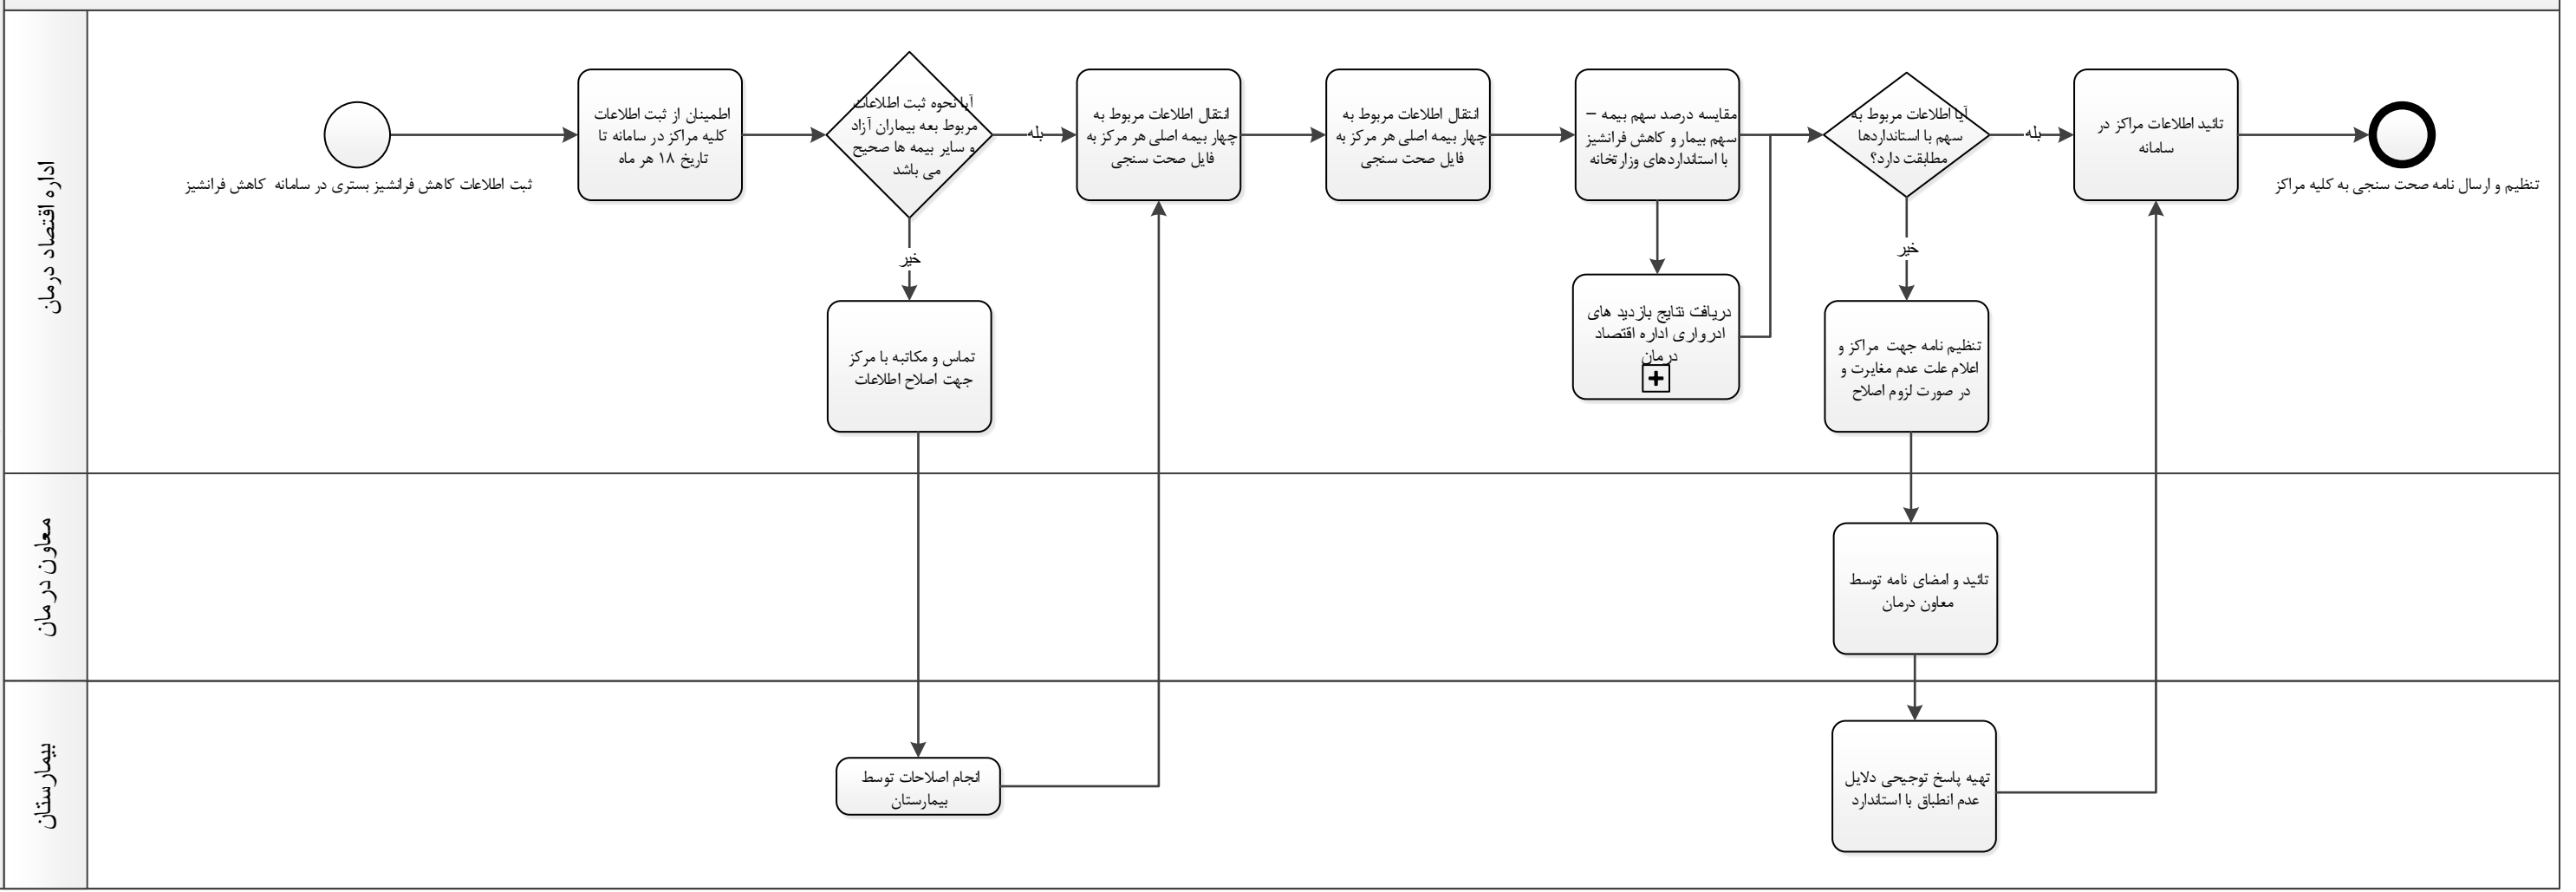 اداره اقتصاد درمان
ثبت اطلاعات کاهش فرانشیز بستری در سامانه کاهش فرانشیز
اطمینان از ثبت اطلاعات
کلیه مراکز در سامانه تا
تاریخ ۱۸ هر ماه
آیا نحوه ثبت اطلاعات
مربوط بعه بیماران آزاد
و سایر بیمه ها صحیح
می باشد
بله
خیر
تماس و مکاتبه با مرکز
جهت اصلاح اطلاعات
انتقال اطلاعات مربوط به
چهار بیمه اصلی هر مرکز به
فایل صحت سنجی
انتقال اطلاعات مربوط به
چهار بیمه اصلی هر مرکز به
فایل صحت سنجی
مقایسه درصد سهم بیمه –
سهم بیمار و کاهش فرانشیز
با استانداردهای وزارتخانه
دریافت نتایج بازدید های
ادرواری اداره اقتصاد
درمان
آیا اطلاعات مربوط به
سهم با استانداردها
مطابقت دارد؟
بله
خیر
تنظیم نامه جهت مراکز و
اعلام علت عدم مغایرت و
در صورت لزوم اصلاح
تائید اطلاعات مراکز در
سامانه
تنظیم و ارسال نامه صحت سنجی به کلیه مراکز
معاون درمان
تائید و امضای نامه توسط
معاون درمان
بیمارستان
انجام اصلاحات توسط
بیمارستان
تهیه پاسخ توجیحی دلایل
عدم انطباق با استاندارد